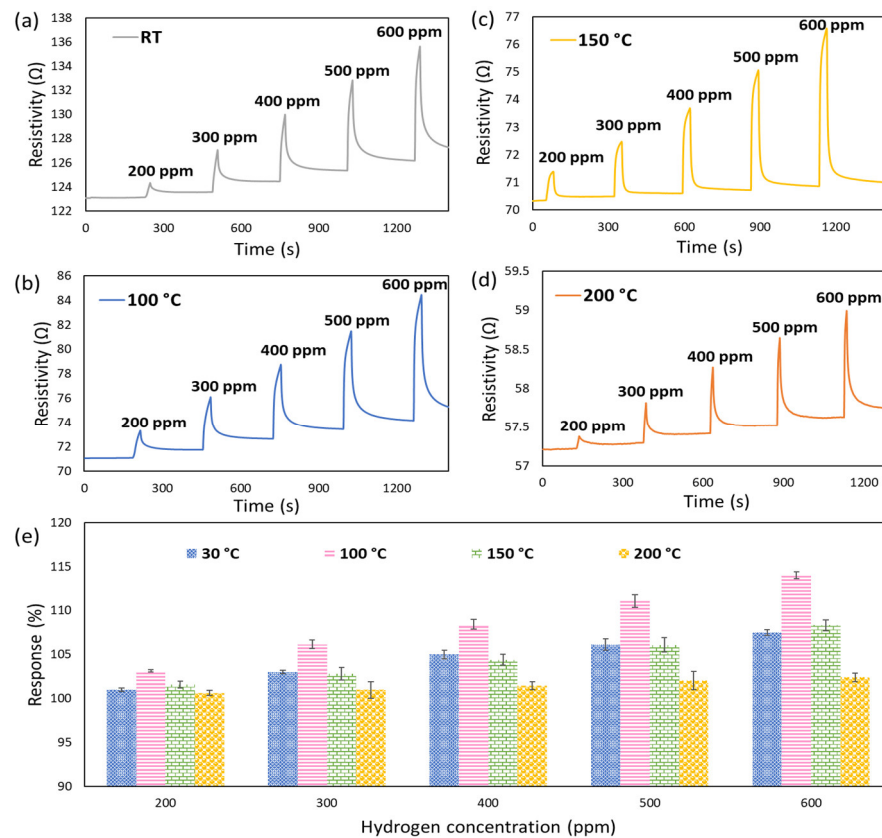 (a)
RT
138
136
134
132
130
128
126
124
122
Resistivity (Ω)
200 ppm
300 ppm
400 ppm
500 ppm
600 ppm
0 300 600 900 1200
Time (s)
(c)
150 °C
77
76
75
74
73
72
71
70
Resistivity (Ω)
200 ppm
300 ppm
400 ppm
500 ppm
600 ppm
0 300 600 900 1200
Time (s)
(b)
100 °C
86
84
82
80
78
76
74
72
70
Resistivity (Ω)
200 ppm
300 ppm
400 ppm
500 ppm
600 ppm
0 300 600 900 1200
Time (s)
(d)
200 °C
59.5
59
58.5
58
57.5
57
Resistivity (Ω)
200 ppm
300 ppm
400 ppm
500 ppm
600 ppm
0 300 600 900 1200
Time (s)
(e)
30 °C 100 °C 150 °C 200 °C
120
115
110
105
100
95
90
Response (%)
200 300 400 500 600
Hydrogen concentration (ppm)